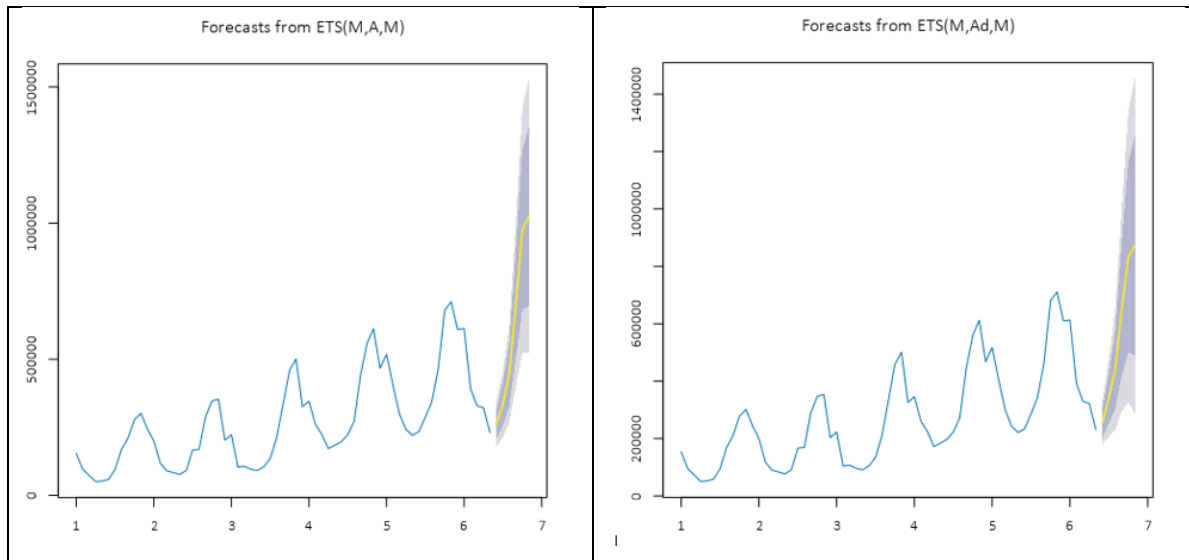 Forecasts from ETS(M,A,M)
1500000
1000000
500000
0
1 2 3 4 5 6 7
Forecasts from ETS(M,Ad,M)
1400000
1000000
600000
200000
0
1 2 3 4 5 6 7